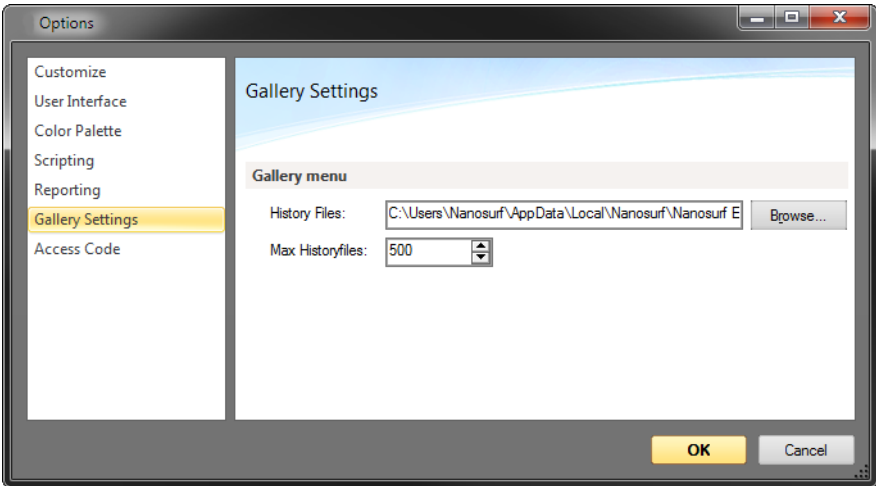 Options
Customize
User Interface
Color Palette
Scripting
Reporting
Gallery Settings
Access Code
Gallery Settings
Gallery menu
History Files: C:\Users\Nanosurf\AppData\Local\Nanosurf\Nanosurf E Browse...
Max Historyfiles: 500
OK Cancel